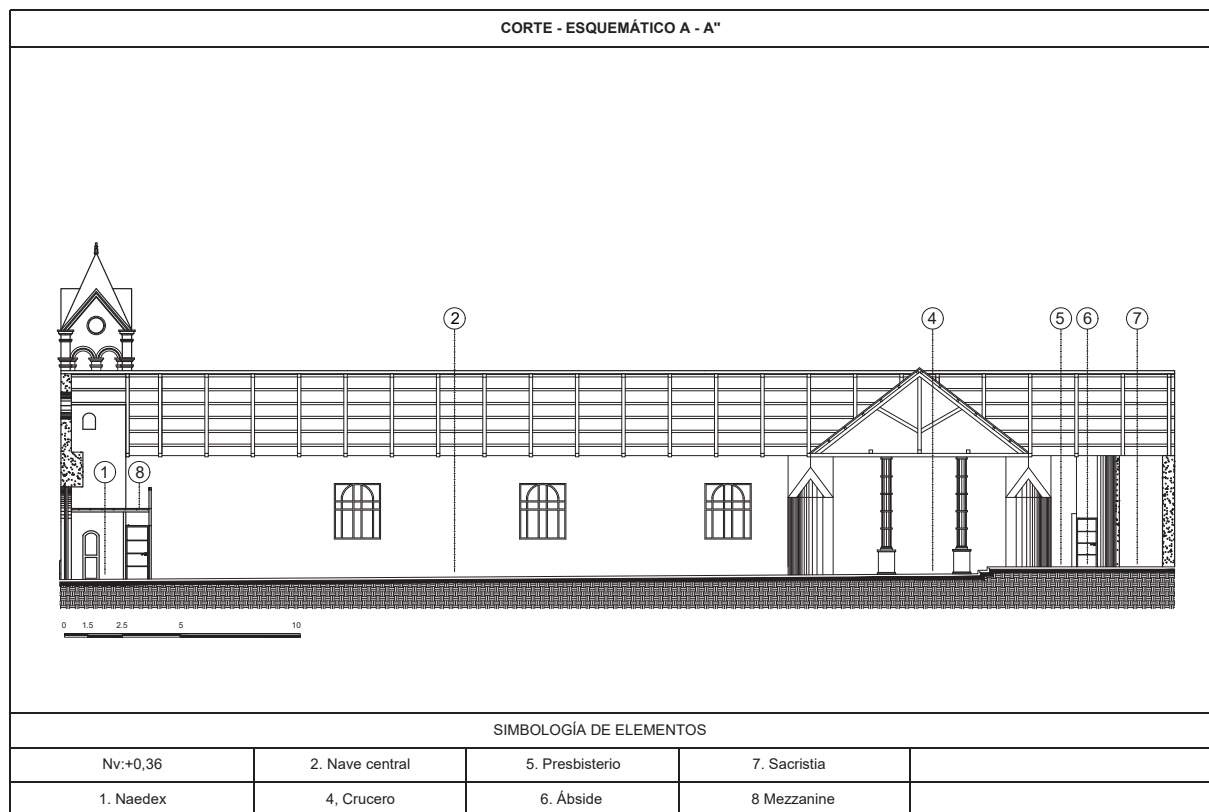 CORTE - ESQUEMÁTICO A - A"
2 4 5 6 7
1 8
0 1.5 2.5 5 10
SIMBOLOGÍA DE ELEMENTOS
Nv:+0,36 2. Nave central 5. Presbisterio 7. Sacristia
1. Naedex 4, Crucero 6. Ábside 8 Mezzanine